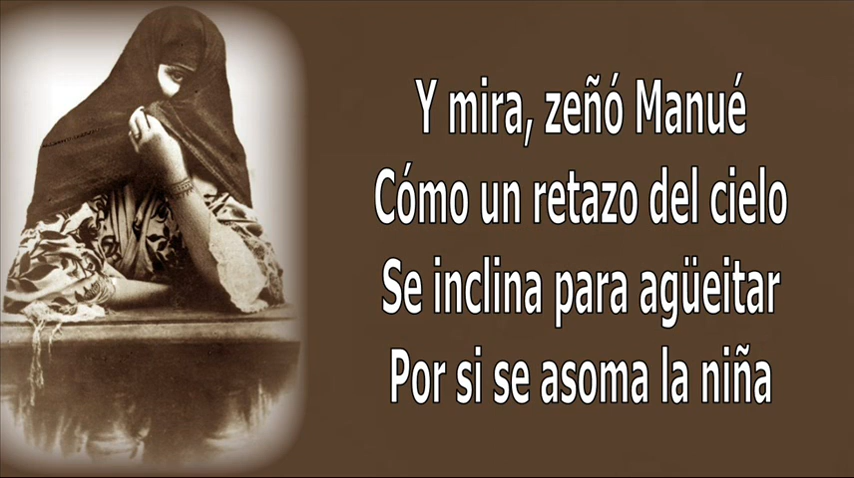 Y mira, zeñó Manué
Cómo un retazo del cielo
Se inclina para agüeitar
Por si se asoma la niña